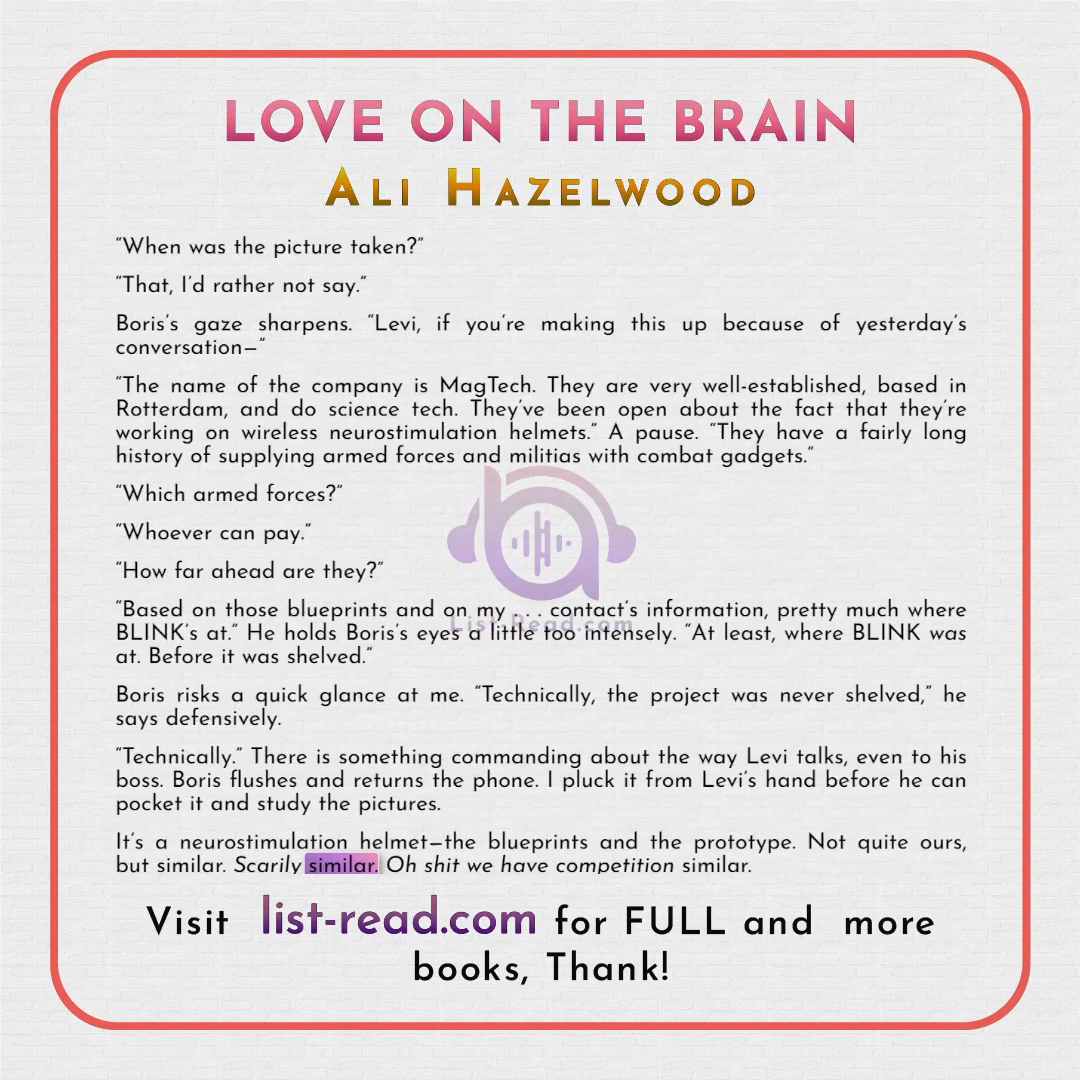 LOVE ON THE BRAIN
ALI HAZELWOOD
“When was the picture taken?”
“That, I’d rather not say.”
Boris’s gaze sharpens. “Levi, if you’re making this up because of yesterday’s
conversation—”
“The name of the company is MagTech. They are very well-established, based in
Rotterdam, and do science tech. They’ve been open about the fact that they’re
working on wireless neurostimulation helmets.” A pause. “They have a fairly long
history of supplying armed forces and militias with combat gadgets.”
“Which armed forces?”
“Whoever can pay.”
“How far ahead are they?”
“Based on those blueprints and on my . . . contact’s information, pretty much where
List-Read.com
BLINK’s at.” He holds Boris’s eyes a little too intensely. “At least, where BLINK was
at. Before it was shelved.”
Boris risks a quick glance at me. “Technically, the project was never shelved,” he
says defensively.
“Technically.” There is something commanding about the way Levi talks, even to his
boss. Boris flushes and returns the phone. I pluck it from Levi’s hand before he can
pocket it and study the pictures.
It’s a neurostimulation helmet—the blueprints and the prototype. Not quite ours,
but similar. Scarily similar. Oh shit we have competition similar.
Visit list-read.com for FULL and more
books, Thank!